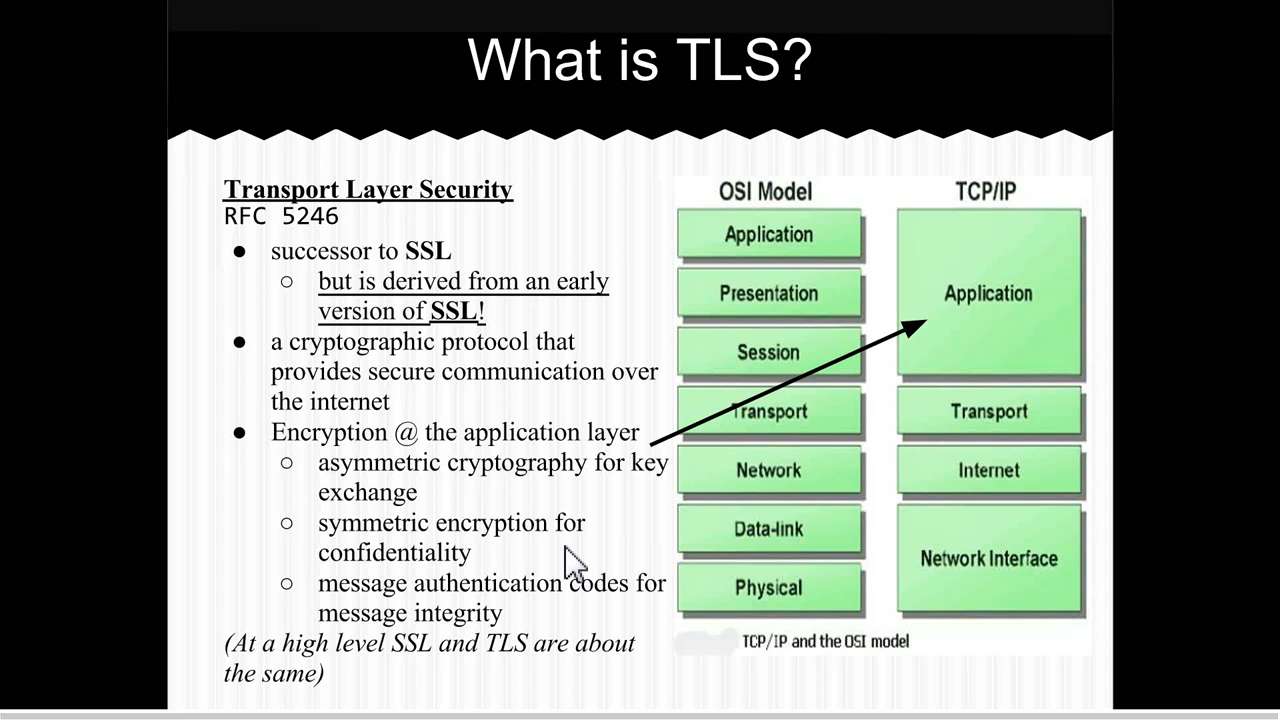 What is TLS?
Transport Layer Security
RFC 5246
● successor to SSL
○ but is derived from an early
version of SSL!
● a cryptographic protocol that
provides secure communication over
the internet
● Encryption @ the application layer
○ asymmetric cryptography for key
exchange
○ symmetric encryption for
confidentiality
○ message authentication codes for
message integrity
(At a high level SSL and TLS are about
the same)
OSI Model
Application
Presentation
Session
Transport
Network
Data-link
Physical
TCP/IP
Application
Transport
Internet
Network Interface
TCP/IP and the OSI model